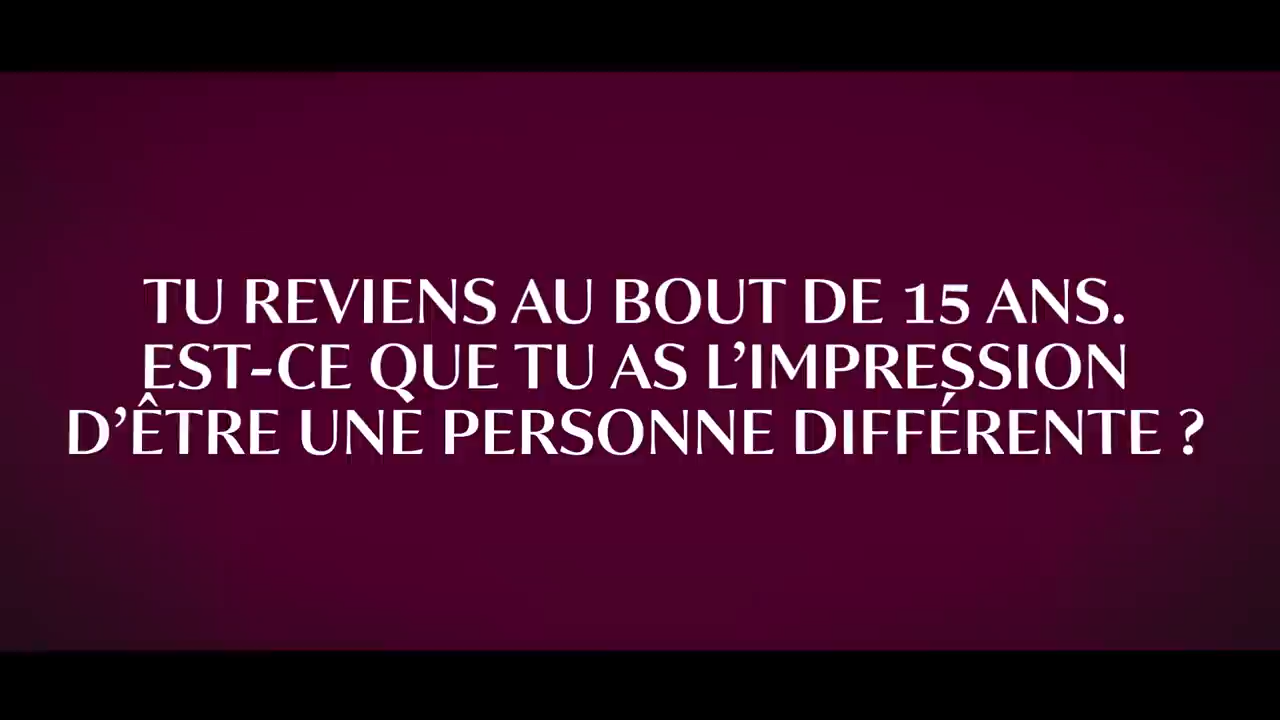 TU REVIENS AU BOUT DE 15 ANS.
EST-CE QUE TU AS L’IMPRESSION
D’ÊTRE UNE PERSONNE DIFFÉRENTE ?